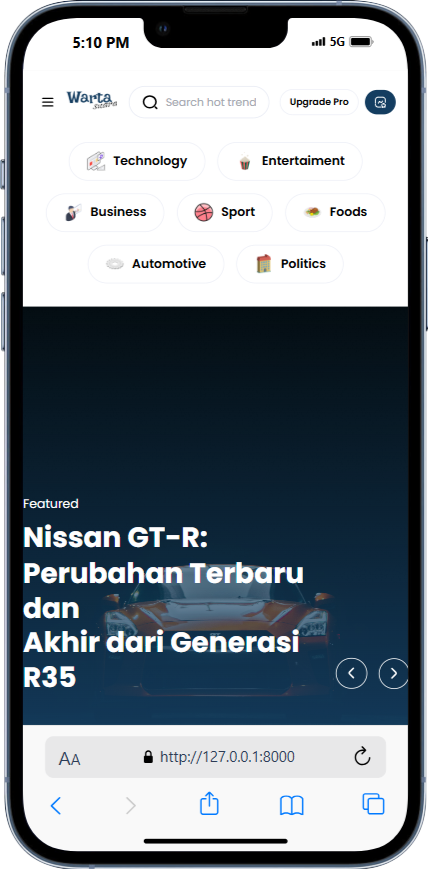 5:10 PM
5G
Warta
suara
Search hot trend
Upgrade Pro
Technology
Entertaiment
Business
Sport
Foods
Automotive
Politics
Featured
Nissan GT-R:
Perubahan Terbaru
dan
Akhir dari Generasi
R35
AA
http://127.0.0.1:8000